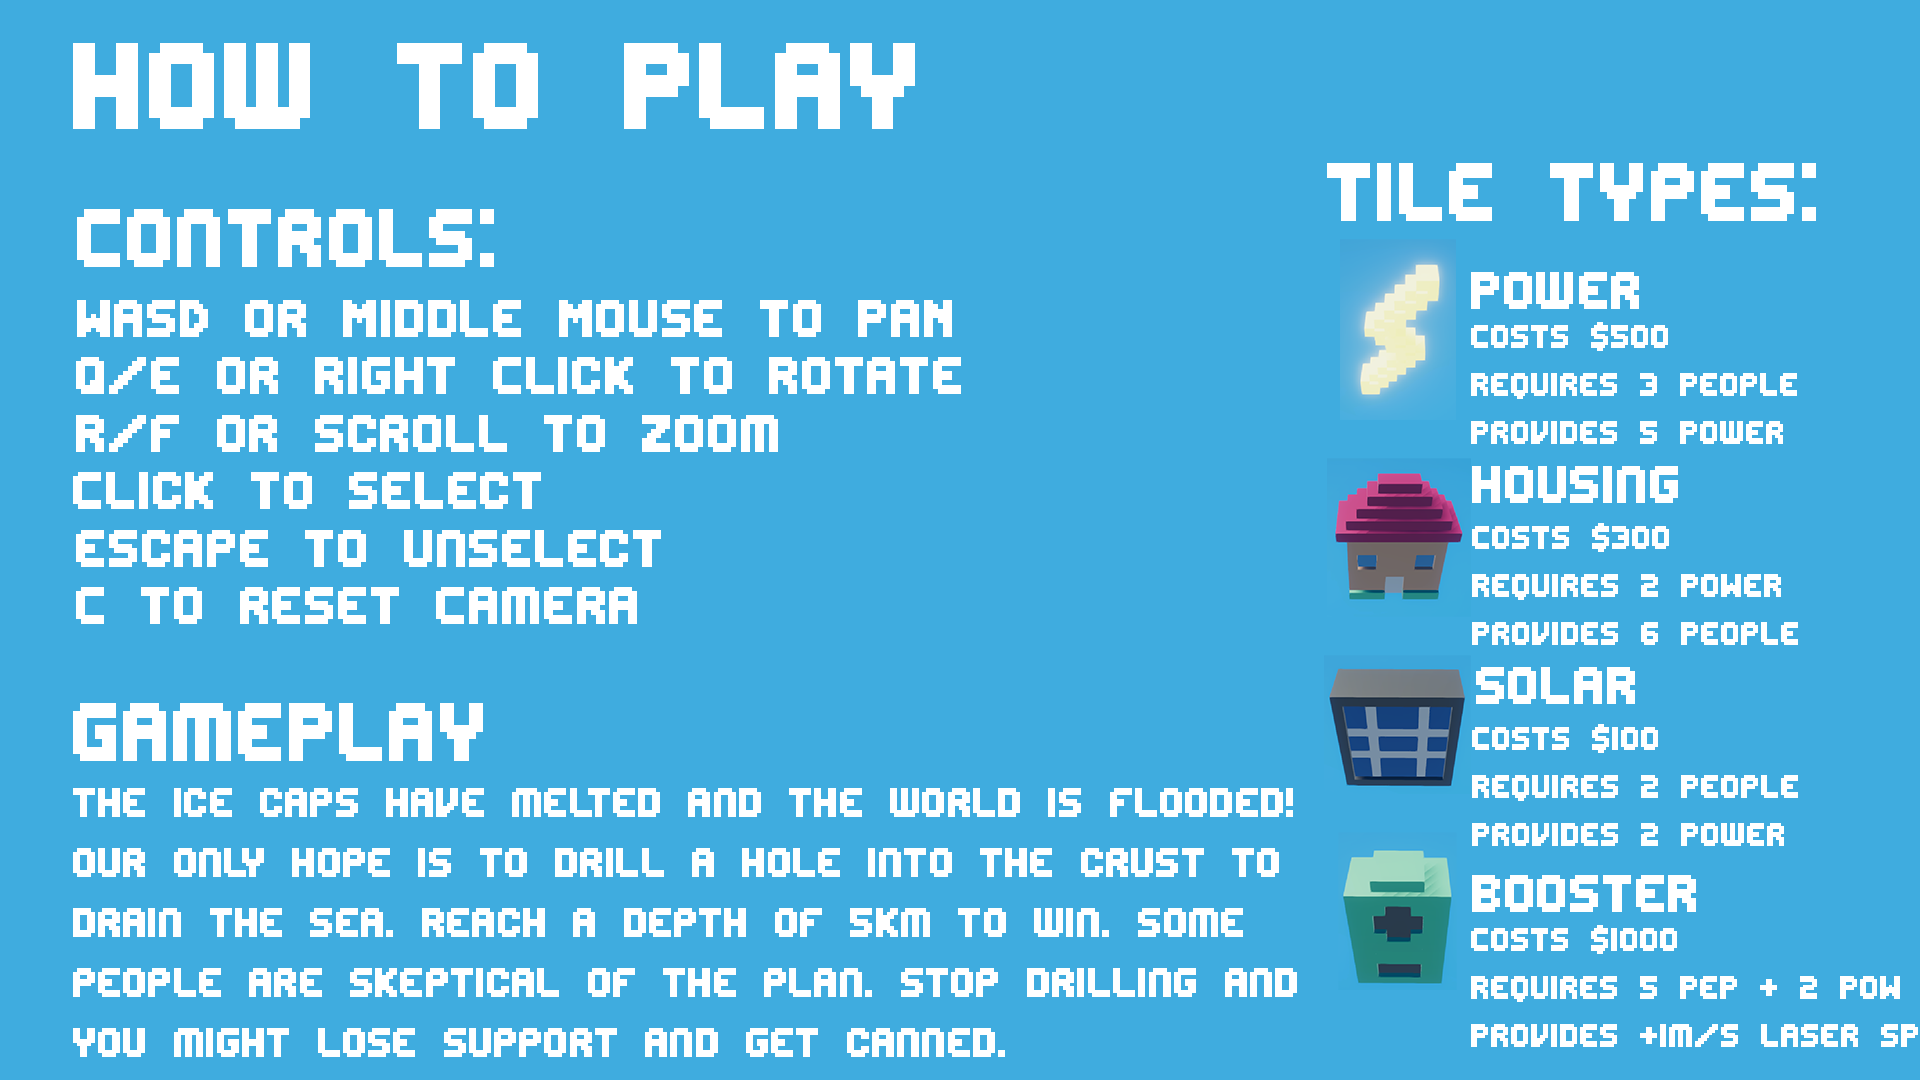 HOW TO PLAY
CONTROLS:
WASD OR MIDDLE MOUSE TO PAN
Q/E OR RIGHT CLICK TO ROTATE
R/F OR SCROLL TO ZOOM
CLICK TO SELECT
ESCAPE TO UNSELECT
C TO RESET CAMERA
GAMEPLAY
THE ICE CAPS HAVE MELTED AND THE WORLD IS FLOODED!
OUR ONLY HOPE IS TO DRILL A HOLE INTO THE CRUST TO
DRAIN THE SEA. REACH A DEPTH OF 5KM TO WIN. SOME
PEOPLE ARE SKEPTICAL OF THE PLAN. STOP DRILLING AND
YOU MIGHT LOSE SUPPORT AND GET CANNED.
TILE TYPES:
POWER
COSTS $500
REQUIRES 3 PEOPLE
PROVIDES 5 POWER
HOUSING
COSTS $300
REQUIRES 2 POWER
PROVIDES 6 PEOPLE
SOLAR
COSTS $100
REQUIRES 2 PEOPLE
PROVIDES 2 POWER
BOOSTER
COSTS $1000
REQUIRES 5 PEP + 2 POW
PROVIDES +1M/S LASER SP